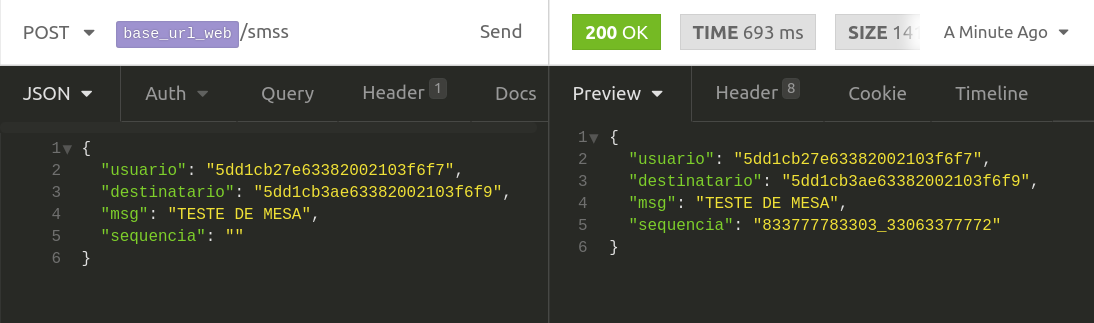 POST base_url_web/smss Send
200 OK TIME 693 ms SIZE 141 A Minute Ago
JSON Auth Query Header 1 Docs
Preview Header 8 Cookie Timeline
1 {
2 "usuario": "5dd1cb27e63382002103f6f7",
3 "destinatario": "5dd1cb3ae63382002103f6f9",
4 "msg": "TESTE DE MESA",
5 "sequencia": ""
6 }
1 {
2 "usuario": "5dd1cb27e63382002103f6f7",
3 "destinatario": "5dd1cb3ae63382002103f6f9",
4 "msg": "TESTE DE MESA",
5 "sequencia": "833777783303_33063377772"
6 }